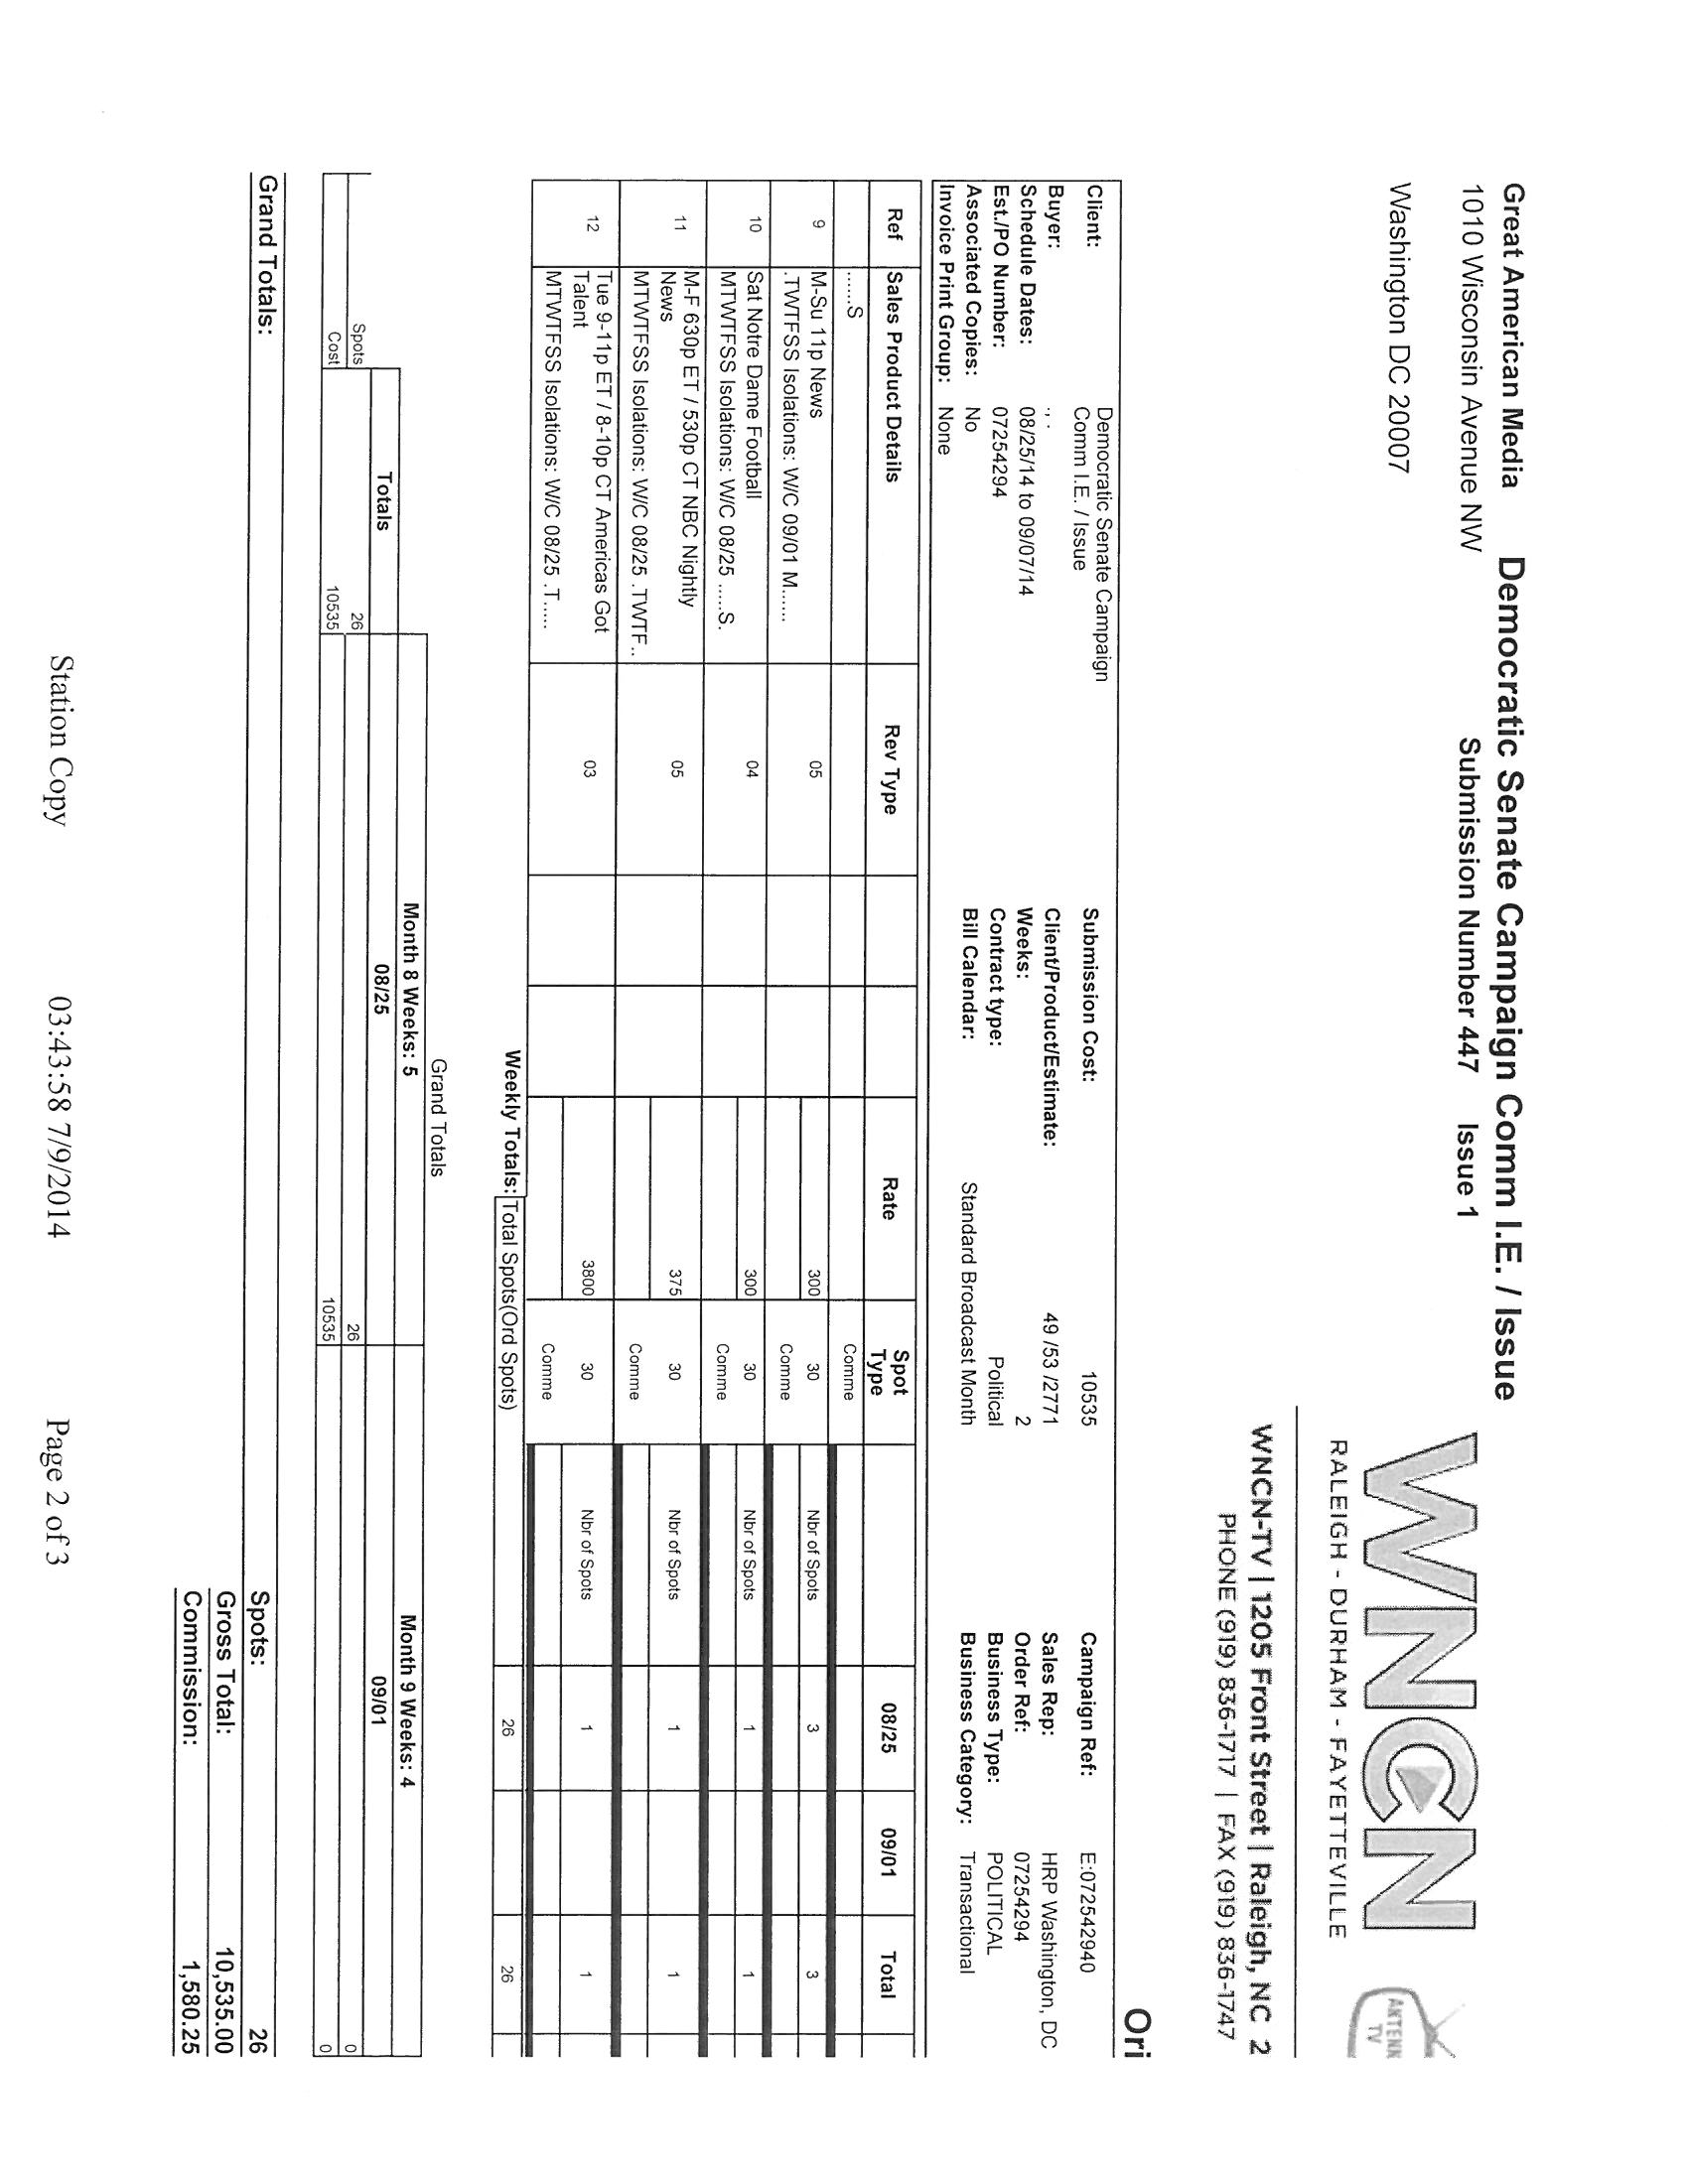 Great American Media
1010 Wisconsin Avenue NW
Washington DC 20007
Democratic Senate Campaign Comm I.E. / Issue
Submission Number 447 Issue 1
WNCN
RALEIGH - DURHAM - FAYETTEVILLE
ANTENN
TV
WNCN-TV | 1205 Front Street | Raleigh, NC 2
PHONE (919) 836-1717 | FAX (919) 836-1747
Ori
Client: Democratic Senate Campaign Comm I.E. / Issue Submission Cost: 10535 Campaign Ref: E:072542940
Buyer: ., . Client/Product/Estimate: 49 /53 /2771 Sales Rep: HRP Washington, DC
Schedule Dates: 08/25/14 to 09/07/14 Weeks: 2 Order Ref: 07254294
Est./PO Number: 07254294 Contract type: Political Business Type: POLITICAL
Associated Copies: No Bill Calendar: Standard Broadcast Month Business Category: Transactional
Invoice Print Group: None
Ref Sales Product Details Rev Type Rate Spot Type 08/25 09/01 Total
......S Comme
9 M-Su 11p News 05 300 30 Nbr of Spots 3 3
.TWTFSS Isolations: W/C 09/01 M...... Comme
10 Sat Notre Dame Football 04 300 30 Nbr of Spots 1 1
MTWTFSS Isolations: W/C 08/25 .....S. Comme
11 M-F 630p ET / 530p CT NBC Nightly News 05 375 30 Nbr of Spots 1 1
MTWTFSS Isolations: W/C 08/25 .TWTF.. Comme
12 Tue 9-11p ET / 8-10p CT Americas Got Talent 03 3800 30 Nbr of Spots 1 1
MTWTFSS Isolations: W/C 08/25 .T..... Comme
Weekly Totals: Total Spots(Ord Spots) 26 26
Grand Totals
Month 8 Weeks: 5 Month 9 Weeks: 4
Totals 08/25 09/01
Spots 26 26 0
Cost 10535 10535 0
Grand Totals: Spots: 26
Gross Total: 10,535.00
Commission: 1,580.25
Station Copy 03:43:58 7/9/2014 Page 2 of 3